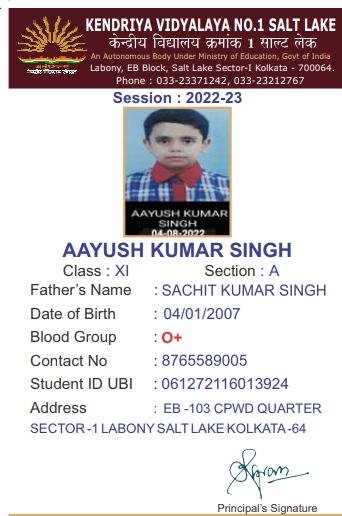 KENDRIYA VIDYALAYA NO.1 SALT LAKE
केन्द्रीय विद्यालय क्रमांक 1 साल्ट लेक
An Autonomous Body Under Ministry of Education, Govt of India
Labony, EB Block, Salt Lake Sector-I Kolkata - 700064.
Phone : 033-23371242, 033-23212767
Session : 2022-23
AAYUSH KUMAR
SINGH
04-08-2022
AAYUSH KUMAR SINGH
Class : XI Section : A
Father's Name : SACHIT KUMAR SINGH
Date of Birth : 04/01/2007
Blood Group : O+
Contact No : 8765589005
Student ID UBI : 061272116013924
Address : EB -103 CPWD QUARTER
SECTOR -1 LABONY SALT LAKE KOLKATA -64
Principal's Signature